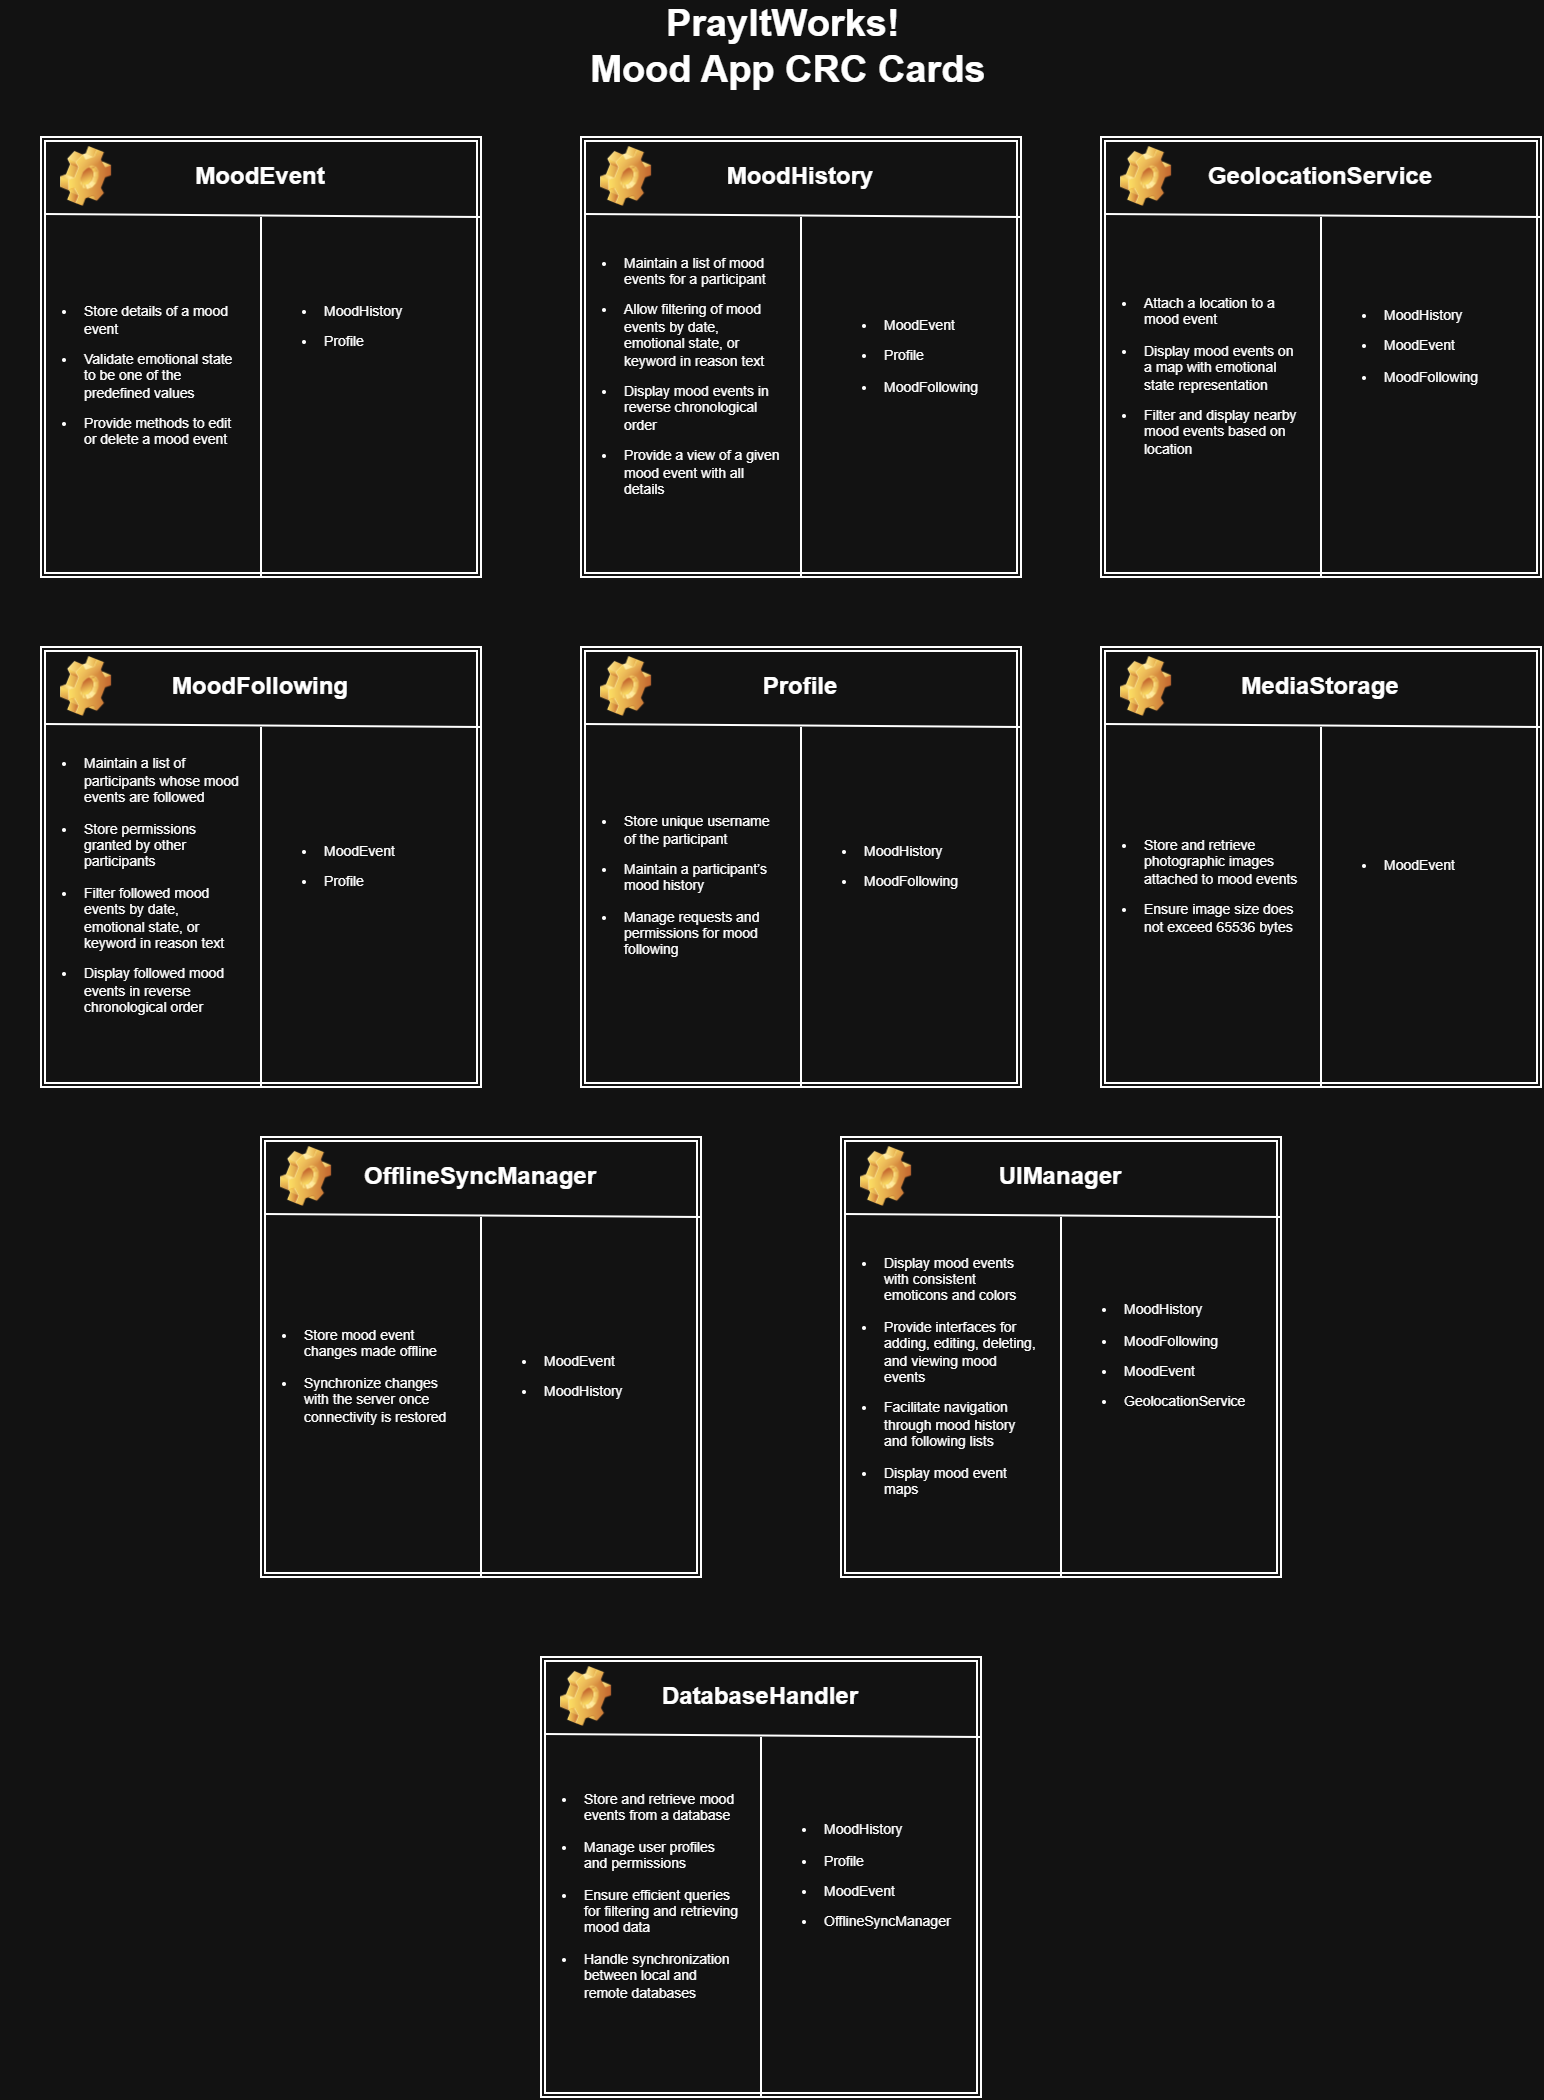 PrayItWorks!
Mood App CRC Cards
MoodEvent
• Store details of a mood
event
• Validate emotional state
to be one of the
predefined values
• Provide methods to edit
or delete a mood event
• MoodHistory
• Profile
MoodHistory
• Maintain a list of mood
events for a participant
• Allow filtering of mood
events by date,
emotional state, or
keyword in reason text
• Display mood events in
reverse chronological
order
• Provide a view of a given
mood event with all
details
• MoodEvent
• Profile
• MoodFollowing
GeolocationService
• Attach a location to a
mood event
• Display mood events on
a map with emotional
state representation
• Filter and display nearby
mood events based on
location
• MoodHistory
• MoodEvent
• MoodFollowing
MoodFollowing
• Maintain a list of
participants whose mood
events are followed
• Store permissions
granted by other
participants
• Filter followed mood
events by date,
emotional state, or
keyword in reason text
• Display followed mood
events in reverse
chronological order
• MoodEvent
• Profile
Profile
• Store unique username
of the participant
• Maintain a participant's
mood history
• Manage requests and
permissions for mood
following
• MoodHistory
• MoodFollowing
MediaStorage
• Store and retrieve
photographic images
attached to mood events
• Ensure image size does
not exceed 65536 bytes
• MoodEvent
OfflineSyncManager
• Store mood event
changes made offline
• Synchronize changes
with the server once
connectivity is restored
• MoodEvent
• MoodHistory
UIManager
• Display mood events
with consistent
emoticons and colors
• Provide interfaces for
adding, editing, deleting,
and viewing mood
events
• Facilitate navigation
through mood history
and following lists
• Display mood event
maps
• MoodHistory
• MoodFollowing
• MoodEvent
• GeolocationService
DatabaseHandler
• Store and retrieve mood
events from a database
• Manage user profiles
and permissions
• Ensure efficient queries
for filtering and retrieving
mood data
• Handle synchronization
between local and
remote databases
• MoodHistory
• Profile
• MoodEvent
• OfflineSyncManager